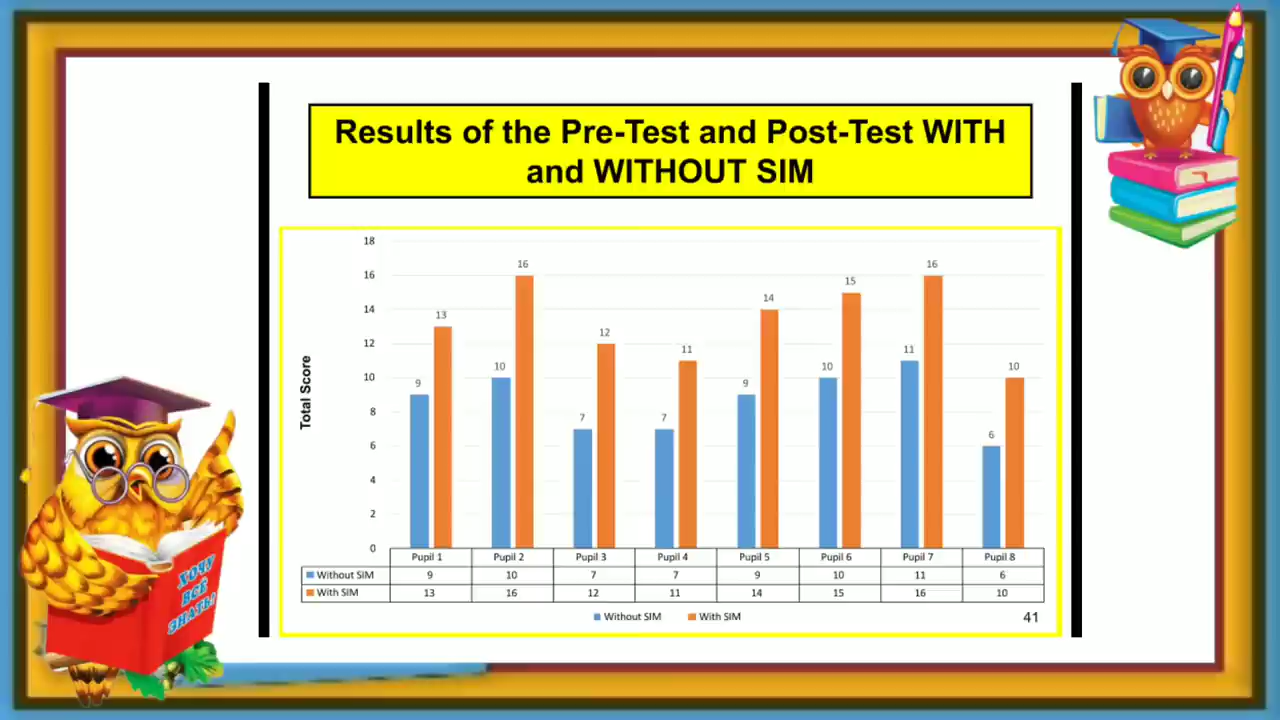 Results of the Pre-Test and Post-Test WITH
and WITHOUT SIM
Total Score
18
16
14
12
10
8
6
4
2
0
9
13
10
16
7
12
7
11
9
14
10
15
11
16
6
10
Pupil 1 Pupil 2 Pupil 3 Pupil 4 Pupil 5 Pupil 6 Pupil 7 Pupil 8
Without SIM 9 10 7 7 9 10 11 6
With SIM 13 16 12 11 14 15 16 10
Without SIM With SIM
41
ХОЧУ
ВСЁ
ЗНАТЬ!